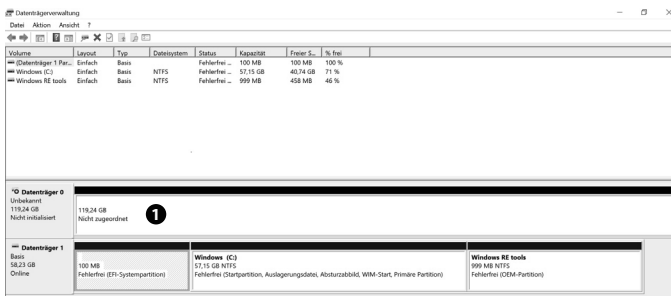 Datenträgerverwaltung
Datei Aktion Ansicht ?
Volume Layout Typ Dateisystem Status Kapazität Freier S... % frei
(Datenträger 1 Par... Einfach Basis Fehlerfrei ... 100 MB 100 MB 100 %
Windows (C:) Einfach Basis NTFS Fehlerfrei ... 57,15 GB 40,74 GB 71 %
Windows RE tools Einfach Basis NTFS Fehlerfrei ... 999 MB 458 MB 46 %
Datenträger 0
Unbekannt
119,24 GB
Nicht initialisiert
119,24 GB
Nicht zugeordnet
1
Datenträger 1
Basis
58,23 GB
Online
100 MB
Fehlerfrei (EFI-Systempartition)
Windows (C:)
57,15 GB NTFS
Fehlerfrei (Startpartition, Auslagerungsdatei, Absturzabbild, WIM-Start, Primäre Partition)
Windows RE tools
999 MB NTFS
Fehlerfrei (OEM-Partition)